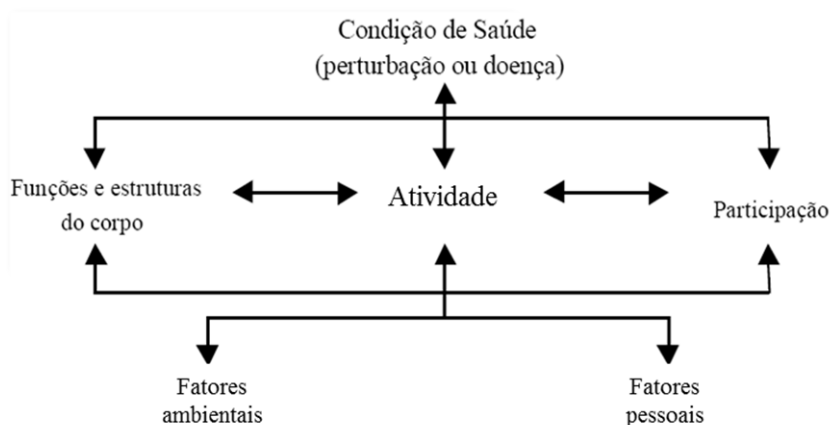 Condição de Saúde
(perturbação ou doença)
Funções e estruturas
do corpo
Atividade
Participação
Fatores
ambientais
Fatores
pessoais